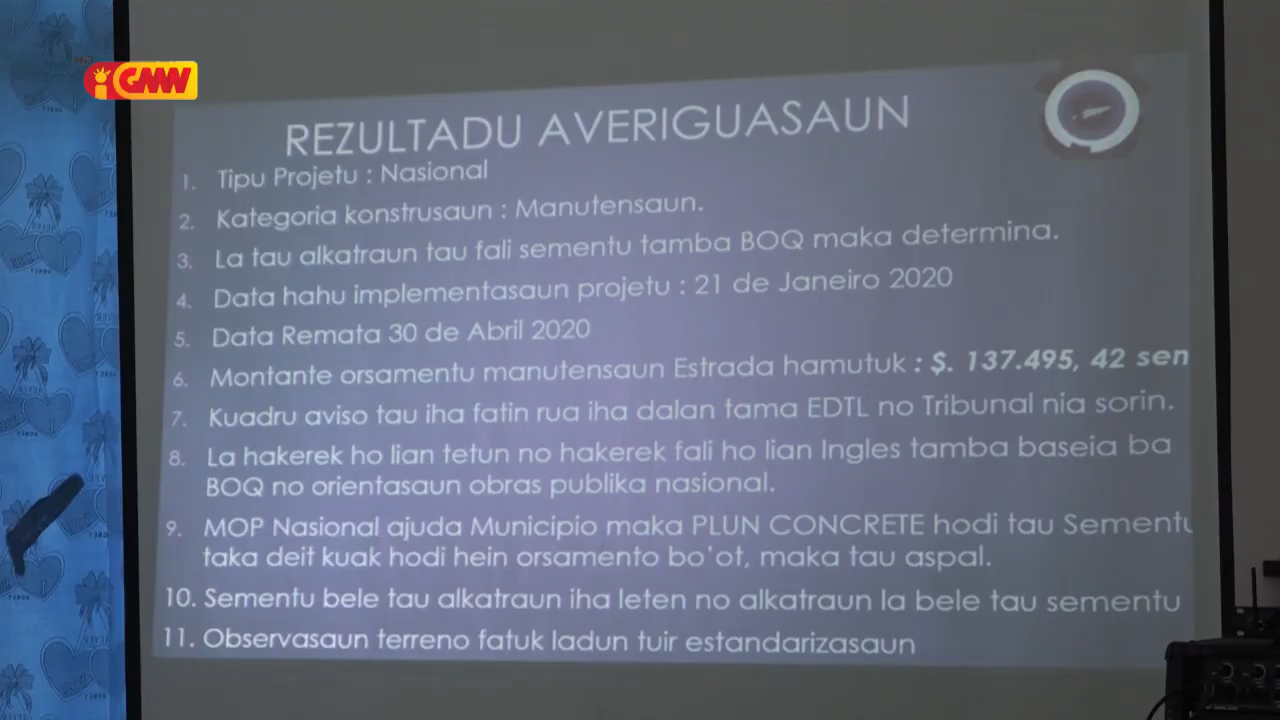 GMN
REZULTADU AVERIGUASAUN
1. Tipu Projetu : Nasional
2. Kategoria konstrusaun : Manutensaun.
3. La tau alkatraun tau fali sementu tamba BOQ maka determina.
4. Data hahu implementasaun projetu : 21 de Janeiro 2020
5. Data Remata 30 de Abril 2020
6. Montante orsamentu manutensaun Estrada hamutuk : $. 137.495, 42 sen
7. Kuadru aviso tau iha fatin rua iha dalan tama EDTL no Tribunal nia sorin.
8. La hakerek ho lian tetun no hakerek fali ho lian Ingles tamba baseia ba
BOQ no orientasaun obras publika nasional.
9. MOP Nasional ajuda Municipio maka PLUN CONCRETE hodi tau Sementu
taka deit kuak hodi hein orsamento bo'ot, maka tau aspal.
10. Sementu bele tau alkatraun iha leten no alkatraun la bele tau sementu
11. Observasaun terreno fatuk ladun tuir estandarizasaun